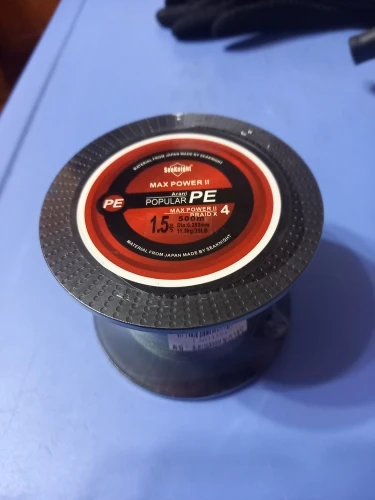 MATERIAL FROM JAPAN MADE BY SEAKNIGHT
SeaKnight
MAX POWER II
Arani
PE
POPULAR PE
MAX POWER II
BRAID X 4
1.5
500m
MATERIAL FROM JAPAN MADE BY SEAKNIGHT